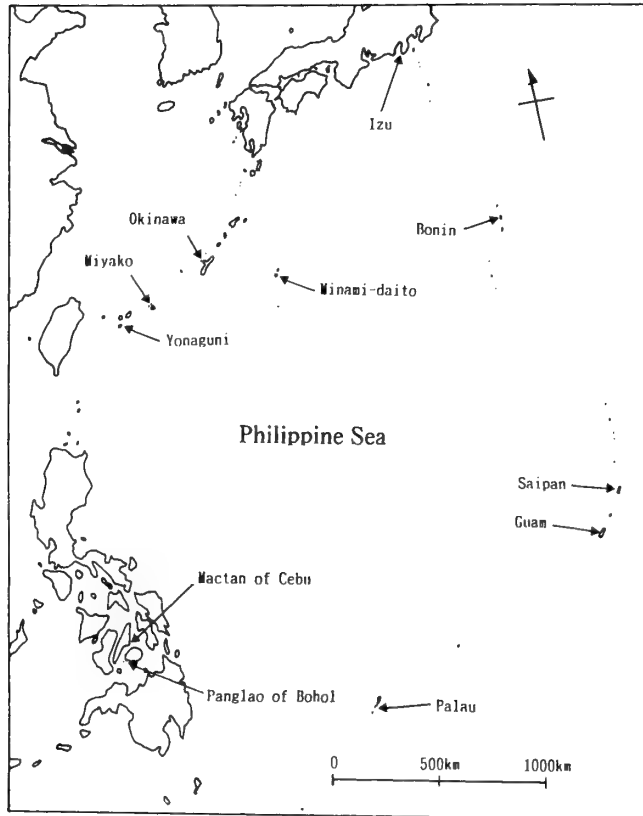 Izu
Okinawa
Bonin
Miyako
Minami-daito
Yonaguni
Philippine Sea
Saipan
Guam
Mactan of Cebu
Panglao of Bohol
Palau
0 500km 1000km